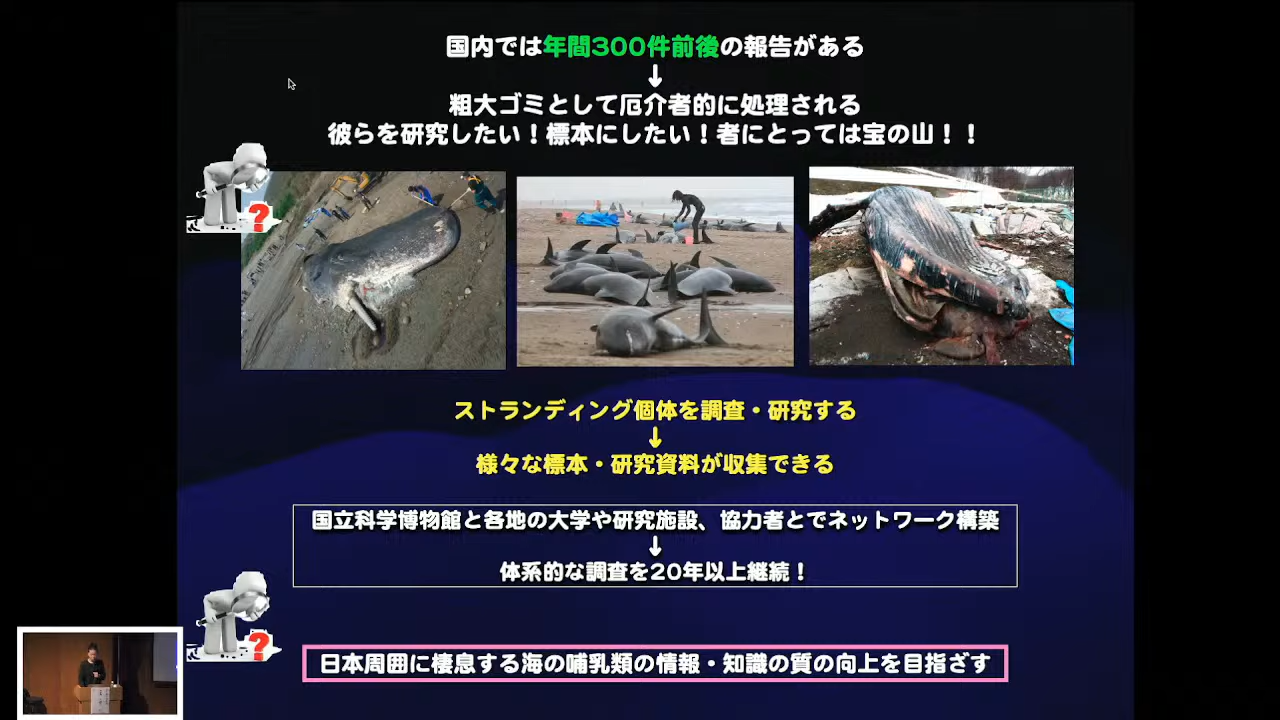 国内では年間300件前後の報告がある
↓
粗大ゴミとして厄介者的に処理される
彼らを研究したい！標本にしたい！者にとっては宝の山！！
?
ストランディング個体を調査・研究する
↓
様々な標本・研究資料が収集できる
国立科学博物館と各地の大学や研究施設、協力者とでネットワーク構築
↓
体系的な調査を20年以上継続！
?
日本周囲に棲息する海の哺乳類の情報・知識の質の向上を目指ざす